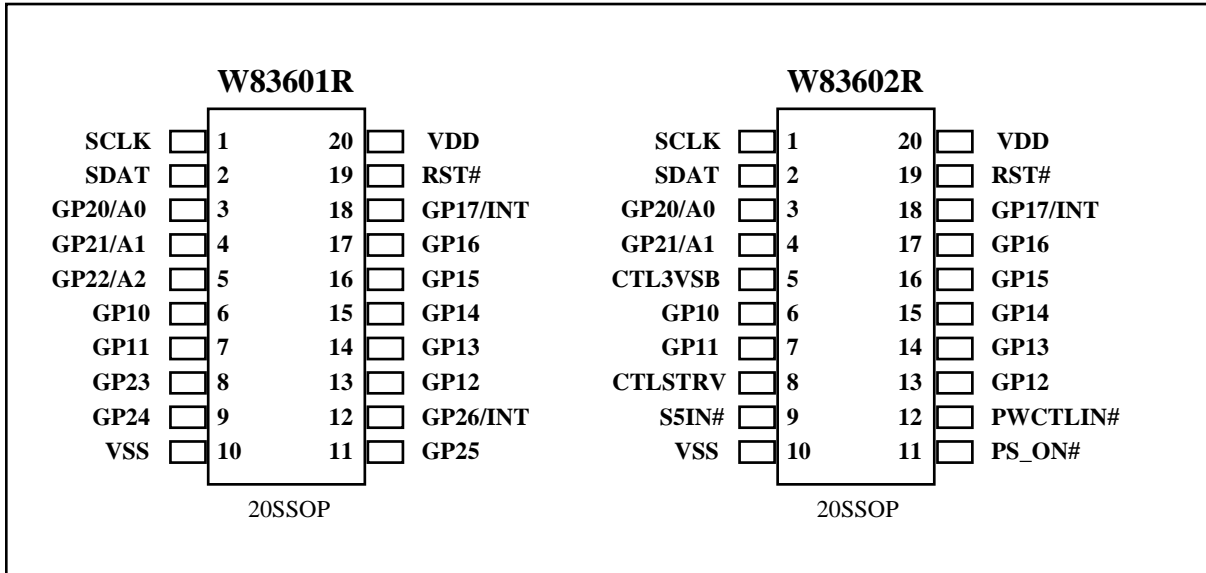 W83601R
SCLK 1 20 VDD
SDAT 2 19 RST#
GP20/A0 3 18 GP17/INT
GP21/A1 4 17 GP16
GP22/A2 5 16 GP15
GP10 6 15 GP14
GP11 7 14 GP13
GP23 8 13 GP12
GP24 9 12 GP26/INT
VSS 10 11 GP25
20SSOP
W83602R
SCLK 1 20 VDD
SDAT 2 19 RST#
GP20/A0 3 18 GP17/INT
GP21/A1 4 17 GP16
CTL3VSB 5 16 GP15
GP10 6 15 GP14
GP11 7 14 GP13
CTLSTRV 8 13 GP12
S5IN# 9 12 PWCTLIN#
VSS 10 11 PS_ON#
20SSOP